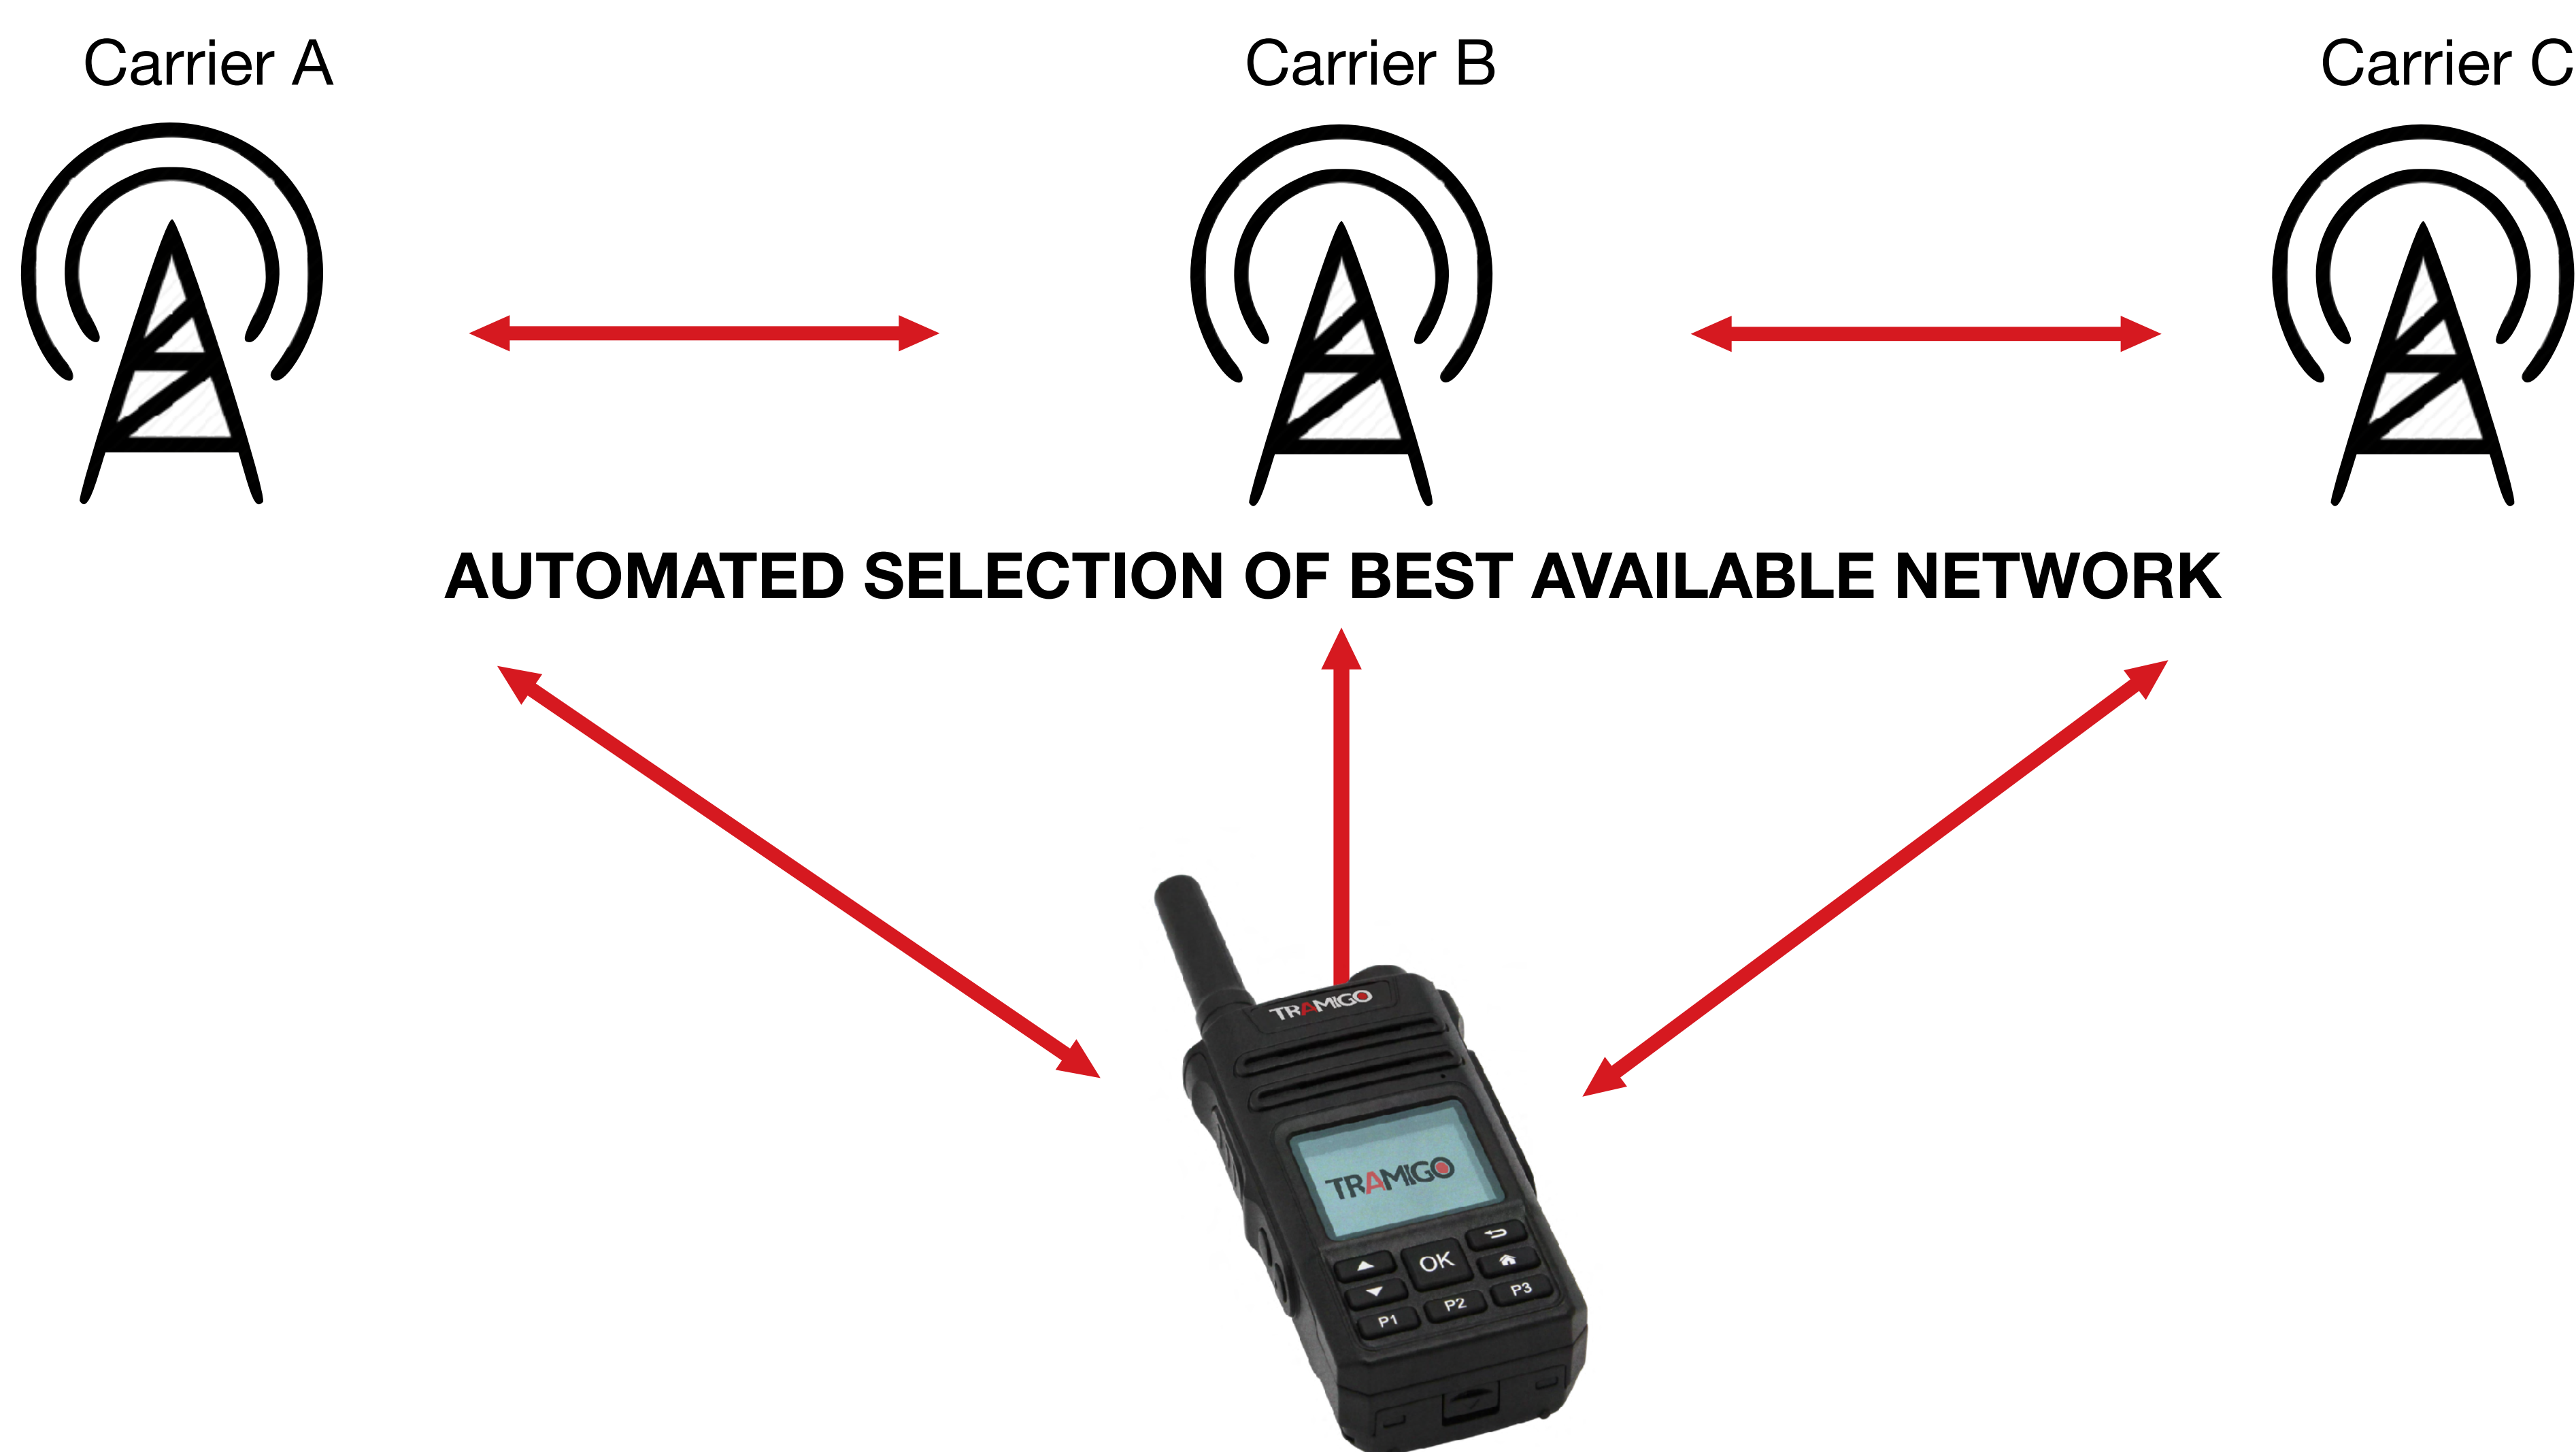 Carrier A
Carrier B
Carrier C
AUTOMATED SELECTION OF BEST AVAILABLE NETWORK
TRAMIGO
TRAMIGO
OK
P1
P2
P3